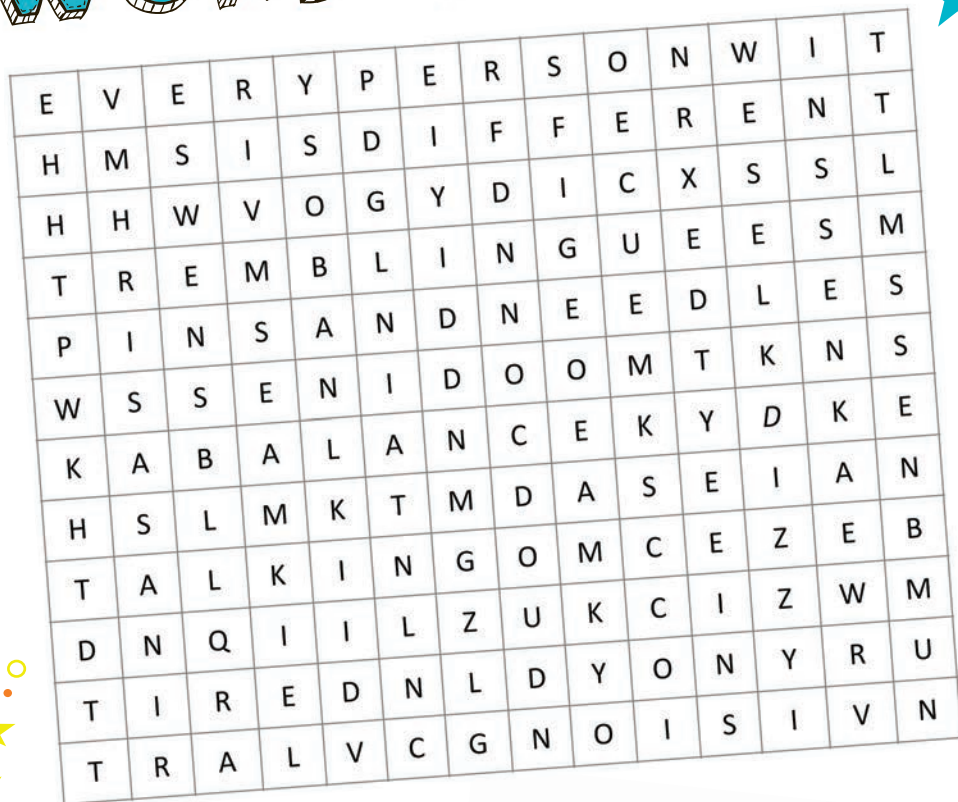 E V E R Y P E R S O N W I T
H M S I S D I F F E R E N T
H H W V O G Y D I C X S S L
T R E M B L I N G U E E S M
P I N S A N D N E E D L E S
W S S E N I D O O M T K N S
K A B A L A N C E K Y D K E
H S L M K T M D A S E I A N
T A L K I N G O M C E Z E B
D N Q I I L Z U K C I Z W M
T I R E D N L D Y O N Y R U
T R A L V C G N O I S I V N